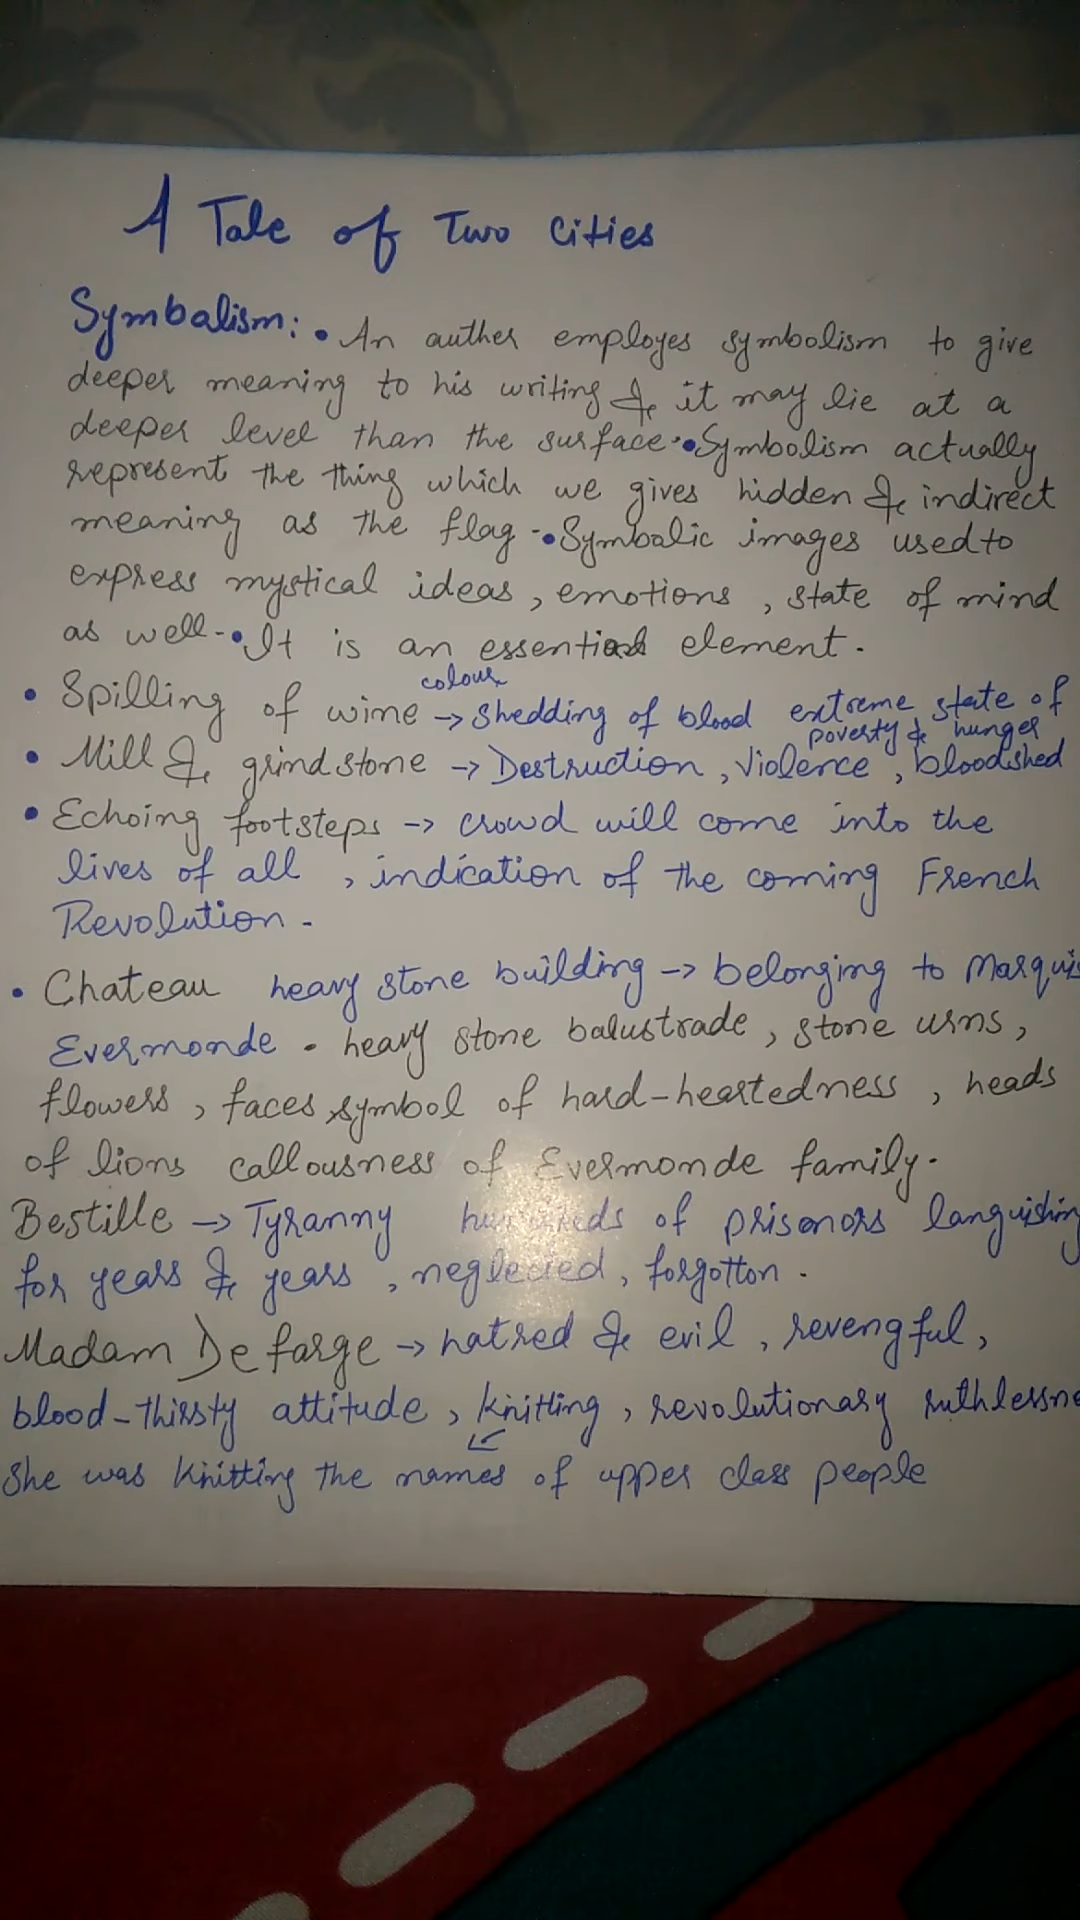 A Tale of Two Cities
Symbalism: • An auther employes symbolism to give
deeper meaning to his writing & it may lie at a
deeper level than the surface. • Symbolism actually
represent the thing which we gives hidden & indirect
meaning as the flag - • Symbalic images used to
express mystical ideas, emotions, state of mind
as well - • It is an essential element.
• Spilling of wine colour → shedding of blood extreme state of
poverty & hunger
• Mill & grindstone → Destruction, violence, bloodshed
• Echoing footsteps → crowd will come into the
lives of all, indication of the coming French
Revolution -
• Chateau heavy stone building → belonging to Marquis
Evermonde . heavy stone balustrade, stone urns,
flowers, faces, symbol of hard-heartedness, heads
of lions callousness of Evermonde family.
Bestille → Tyranny hundreds of prisonors languishing
for years & years, neglected, forgotton.
Madam Defarge → hatred & evil, revengful,
blood-thirsty attitude, Knitting, revolutionary ruthlessne
She was Knitting the names of upper class people